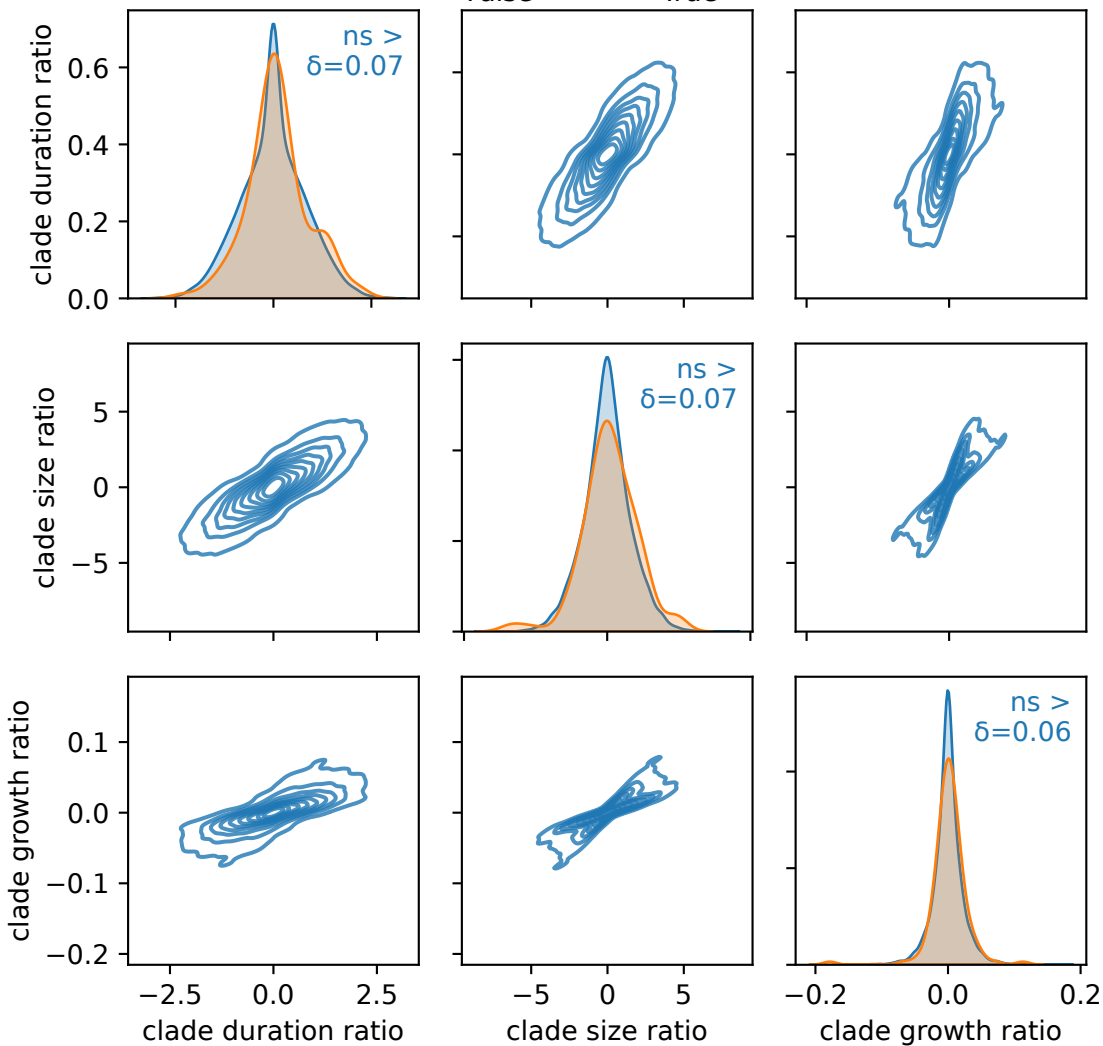 clade duration ratio
0.6
0.4
0.2
0.0
ns >
δ=0.07
clade size ratio
5
0
−5
ns >
δ=0.07
clade growth ratio
0.1
0.0
−0.1
−0.2
ns >
δ=0.06
−2.5 0.0 2.5
−5 0 5
−0.2 0.0 0.2
clade duration ratio
clade size ratio
clade growth ratio